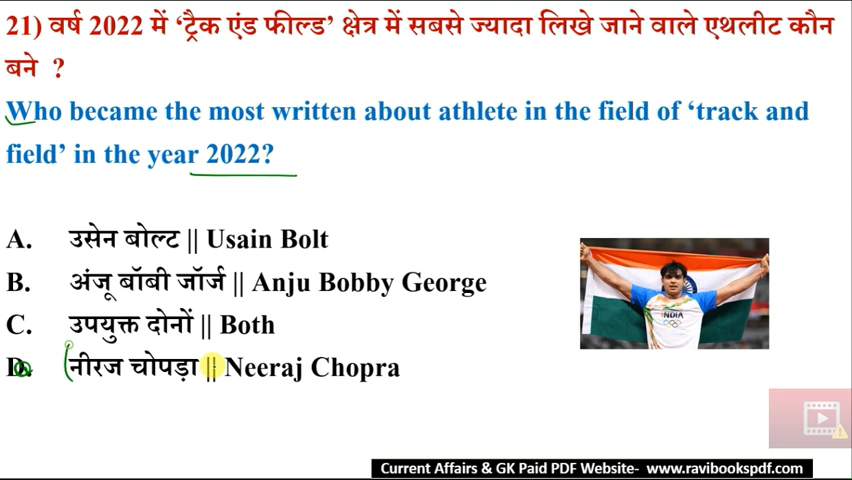 21) वर्ष 2022 में ‘ट्रैक एंड फील्ड’ क्षेत्र में सबसे ज्यादा लिखे जाने वाले एथलीट कौन
बने ?
Who became the most written about athlete in the field of ‘track and
field’ in the year 2022?
A. उसेन बोल्ट || Usain Bolt
B. अंजू बॉबी जॉर्ज || Anju Bobby George
C. उपयुक्त दोनों || Both
D. नीरज चोपड़ा || Neeraj Chopra
INDIA
Current Affairs & GK Paid PDF Website- www.ravibookspdf.com